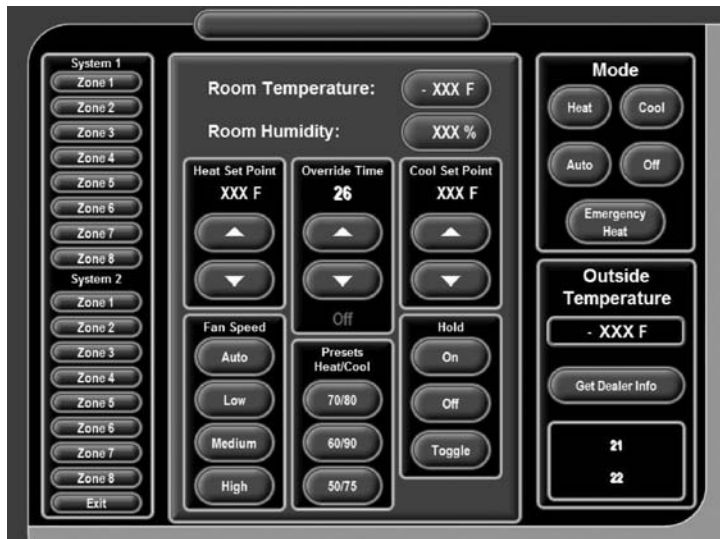 System 1
Zone 1
Zone 2
Zone 3
Zone 4
Zone 5
Zone 6
Zone 7
Zone 8
System 2
Zone 1
Zone 2
Zone 3
Zone 4
Zone 5
Zone 6
Zone 7
Zone 8
Exit
Room Temperature:
- XXX F
Room Humidity:
XXX %
Heat Set Point
XXX F
Override Time
26
Off
Cool Set Point
XXX F
Fan Speed
Auto
Low
Medium
High
Presets
Heat/Cool
70/80
60/90
50/75
Hold
On
Off
Toggle
Mode
Heat
Cool
Auto
Off
Emergency
Heat
Outside
Temperature
- XXX F
Get Dealer Info
21
22